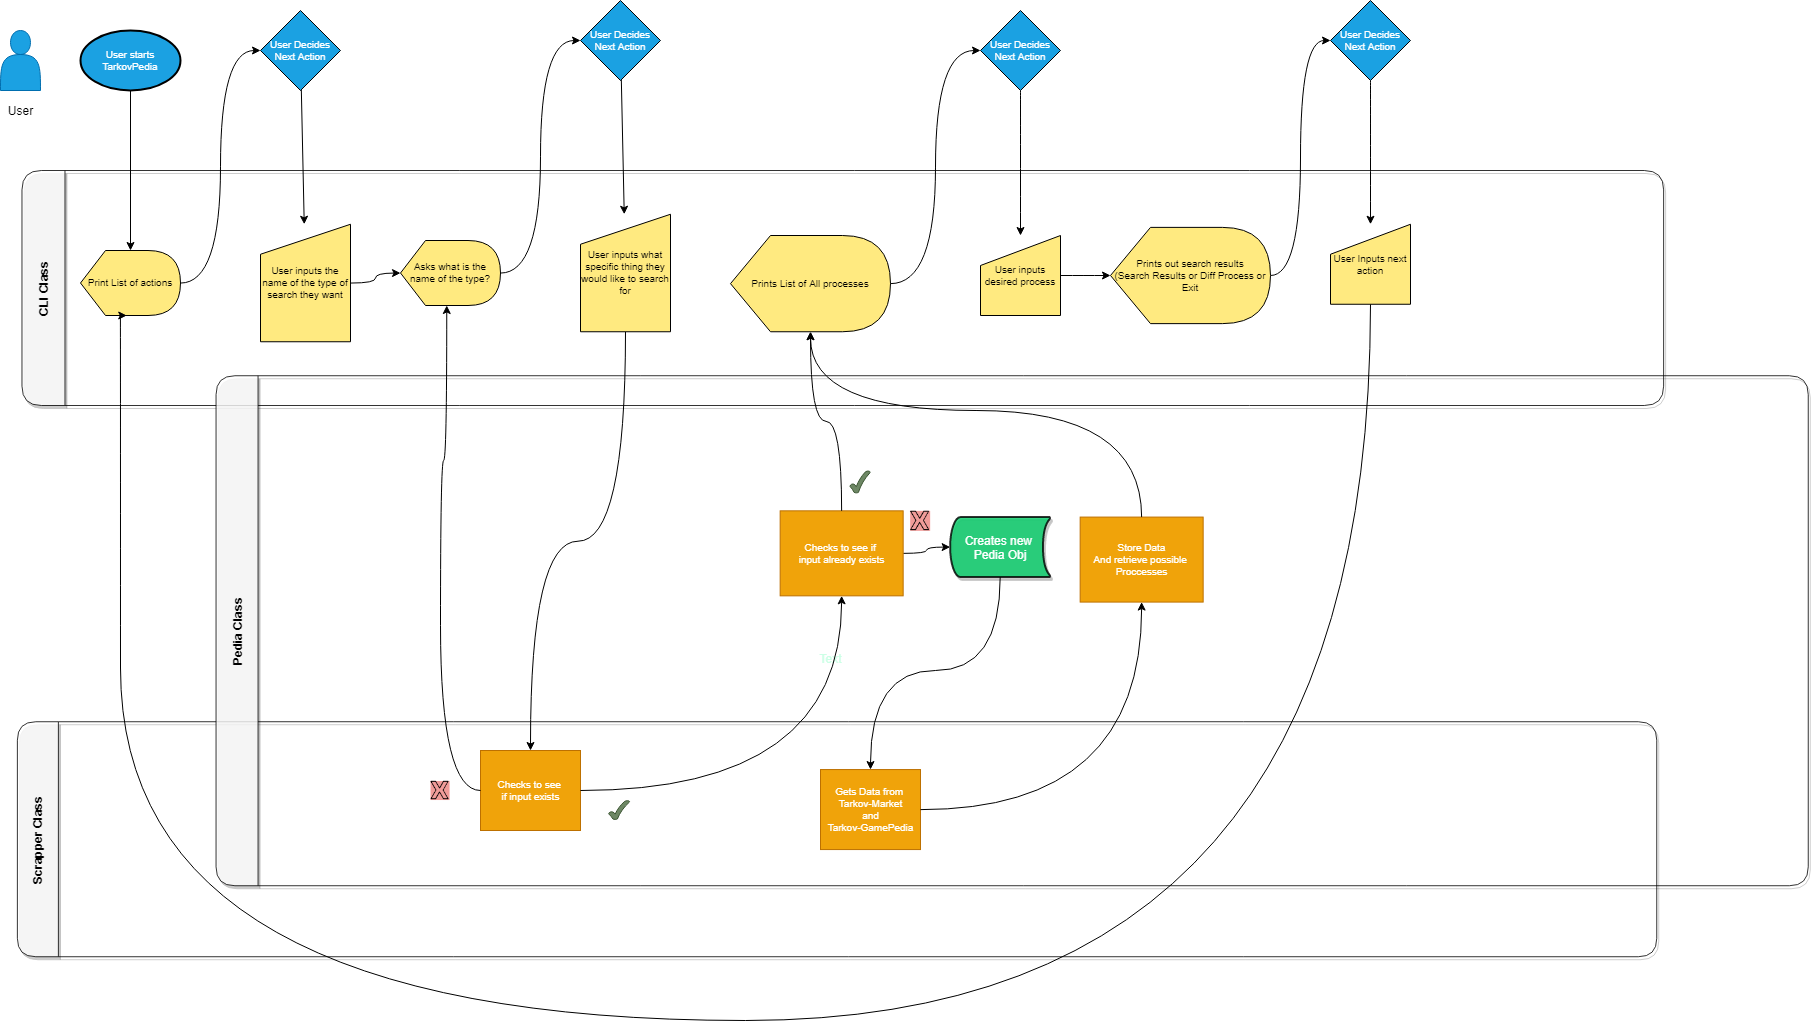 User
User starts
TarkovPedia
User Decides
Next Action
User Decides
Next Action
User Decides
Next Action
User Decides
Next Action
CLI Class
Print List of actions
User inputs the
name of the type of
search they want
Asks what is the
name of the type?
User inputs what
specific thing they
would like to search
for
Prints List of All processes
User inputs
desired process
Prints out search results
(Search Results or Diff Process or
Exit
User Inputs next
action
Pedia Class
Checks to see if
input already exists
Creates new
Pedia Obj
Store Data
And retrieve possible
Proccesses
Text
Scrapper Class
Checks to see
if input exists
Gets Data from
Tarkov-Market
and
Tarkov-GamePedia